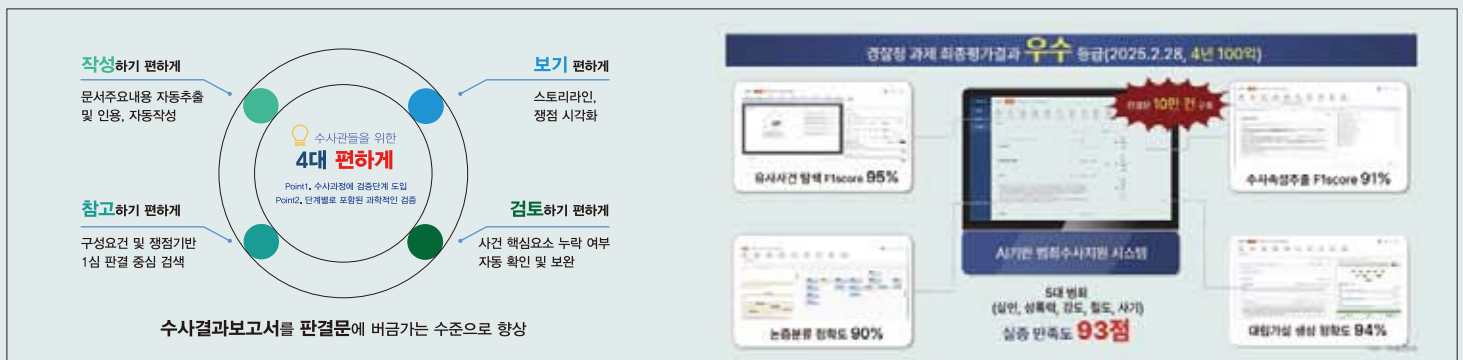 작성하기 편하게
문서주요내용 자동추출
및 인용, 자동작성
보기 편하게
스토리라인,
쟁점 시각화
수사관들을 위한
4대 편하게
Point1. 수사과정에 검증단계 도입
Point2. 단계별로 포함된 과학적인 검증
참고하기 편하게
구성요건 및 쟁점기반
1심 판결 중심 검색
검토하기 편하게
사건 핵심요소 누락 여부
자동 확인 및 보완
수사결과보고서를 판결문에 버금가는 수준으로 향상
경찰청 과제 최종평가결과 우수 등급(2025.2.28, 4년 100억)
판결문 10만 건
유사사건 탐색 F1score 95%
수사속성추출 F1score 91%
AI기반 범죄수사지원 시스템
논증분류 정확도 90%
5대 범죄
(살인, 성폭력, 강도, 절도, 사기)
실증 만족도 93점
대립가설 생성 정확도 94%